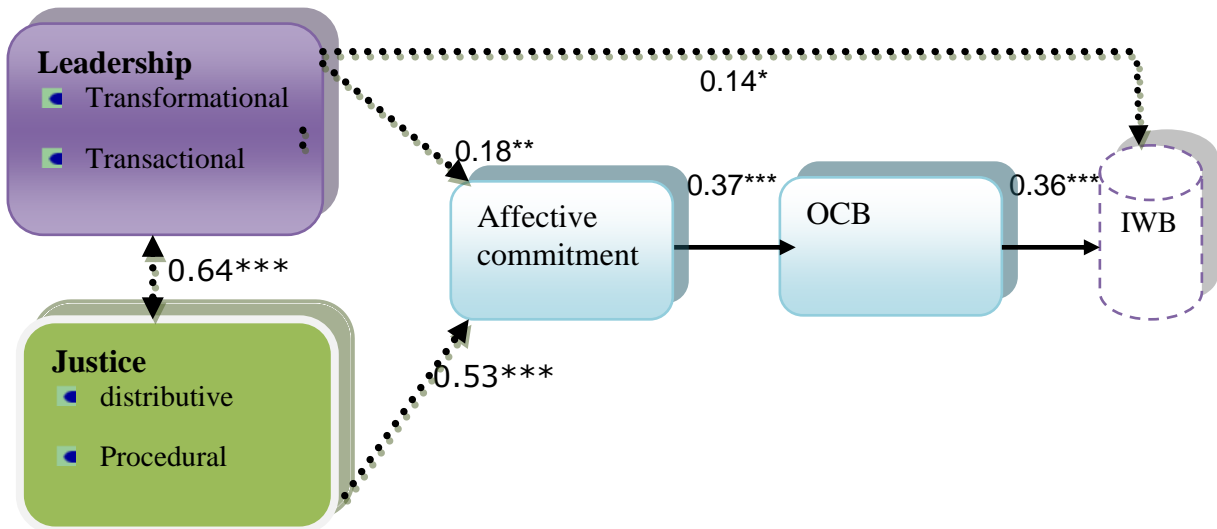 Leadership
Transformational
Transactional
0.14*
0.18**
0.37***
0.36***
Affective
commitment
OCB
IWB
0.64***
Justice
distributive
Procedural
0.53***